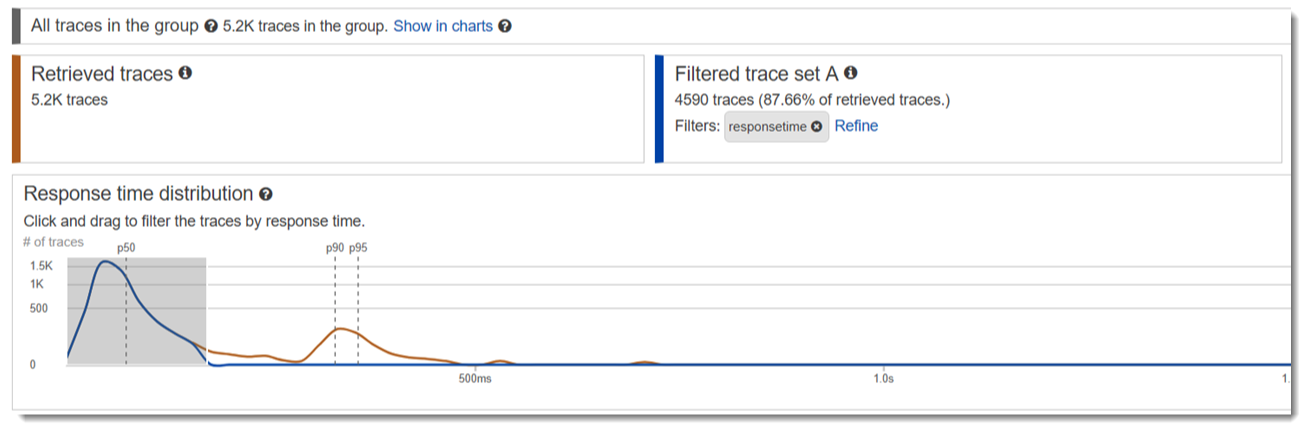 All traces in the group ? 5.2K traces in the group. Show in charts ?
Retrieved traces i
5.2K traces
Filtered trace set A i
4590 traces (87.66% of retrieved traces.)
Filters: responsetime Refine
Response time distribution ?
Click and drag to filter the traces by response time.
# of traces
p50
p90 p95
1.5K
1K
500
0
500ms
1.0s
1.